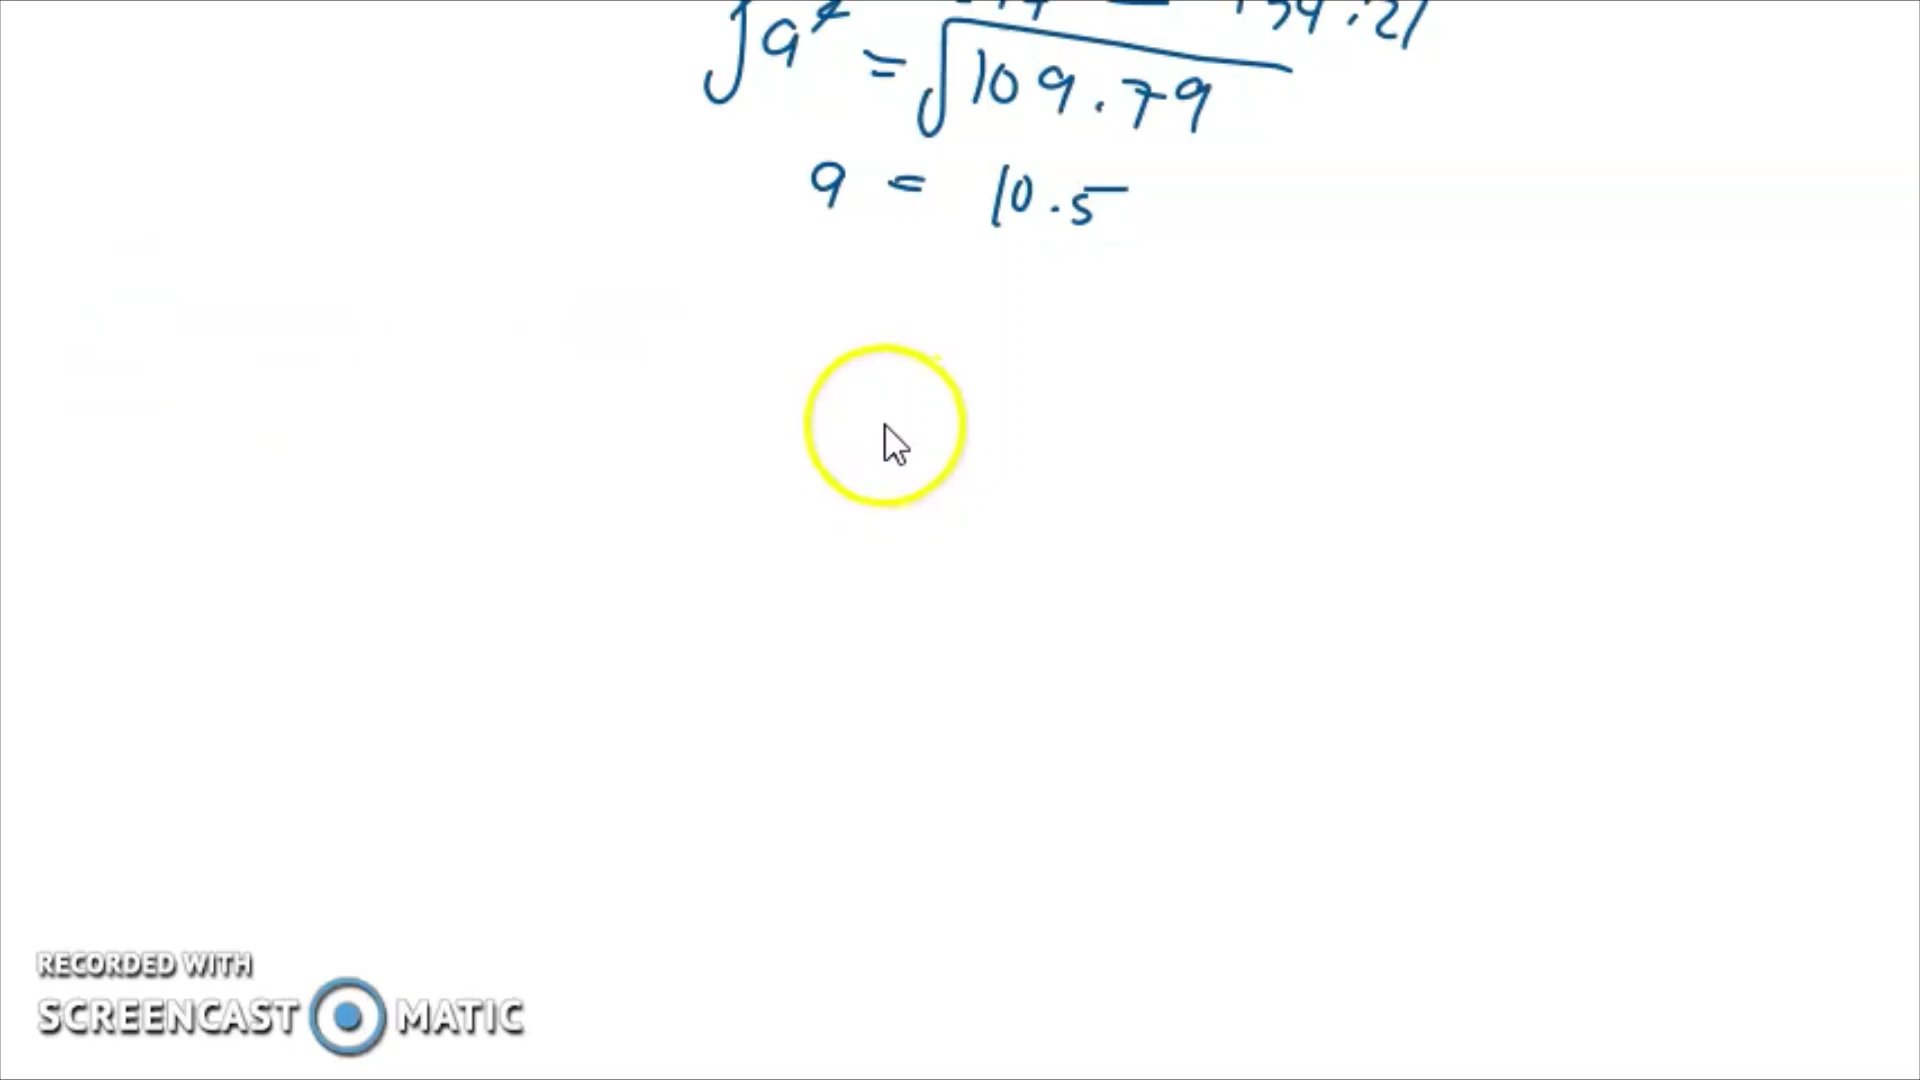 √a² = √109.79
a = 10.5
RECORDED WITH
SCREENCAST MATIC